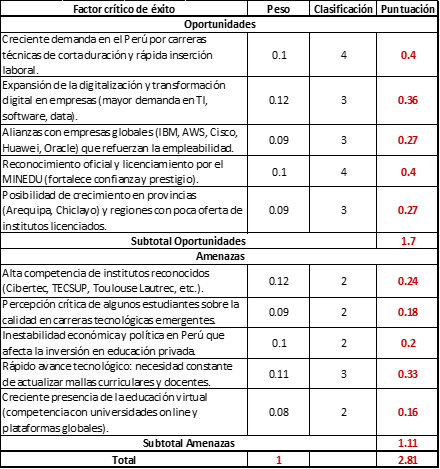 Factor crítico de éxito Peso Clasificación Puntuación
Oportunidades
Creciente demanda en el Perú por carreras
técnicas de corta duración y rápida inserción 0.1 4 0.4
laboral.
Expansión de la digitalización y transformación
digital en empresas (mayor demanda en TI, 0.12 3 0.36
software, data).
Alianzas con empresas globales (IBM, AWS, Cisco, 0.09 3 0.27
Huawei, Oracle) que refuerzan la empleabilidad.
Reconocimiento oficial y licenciamiento por el 0.1 4 0.4
MINEDU (fortalece confianza y prestigio).
Posibilidad de crecimiento en provincias
(Arequipa, Chiclayo) y regiones con poca oferta de 0.09 3 0.27
institutos licenciados.
Subtotal Oportunidades 1.7
Amenazas
Alta competencia de institutos reconocidos 0.12 2 0.24
(Cibertec, TECSUP, Toulouse Lautrec, etc.).
Percepción crítica de algunos estudiantes sobre la 0.09 2 0.18
calidad en carreras tecnológicas emergentes.
Inestabilidad económica y política en Perú que 0.1 2 0.2
afecta la inversión en educación privada.
Rápido avance tecnológico: necesidad constante 0.11 3 0.33
de actualizar mallas curriculares y docentes.
Creciente presencia de la educación virtual
(competencia con universidades online y 0.08 2 0.16
plataformas globales).
Subtotal Amenazas 1.11
Total 1 2.81